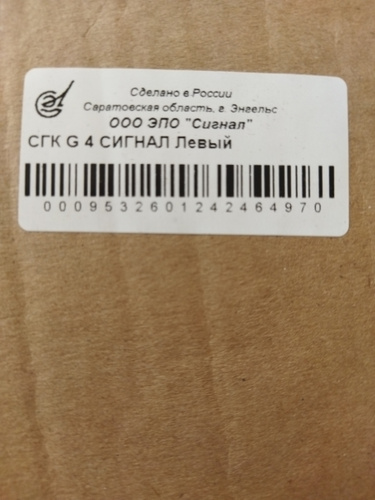 Сделано в России
Саратовская область, г. Энгельс
ООО ЭПО "Сигнал"
СГК G 4 СИГНАЛ Левый
0009532601242464970